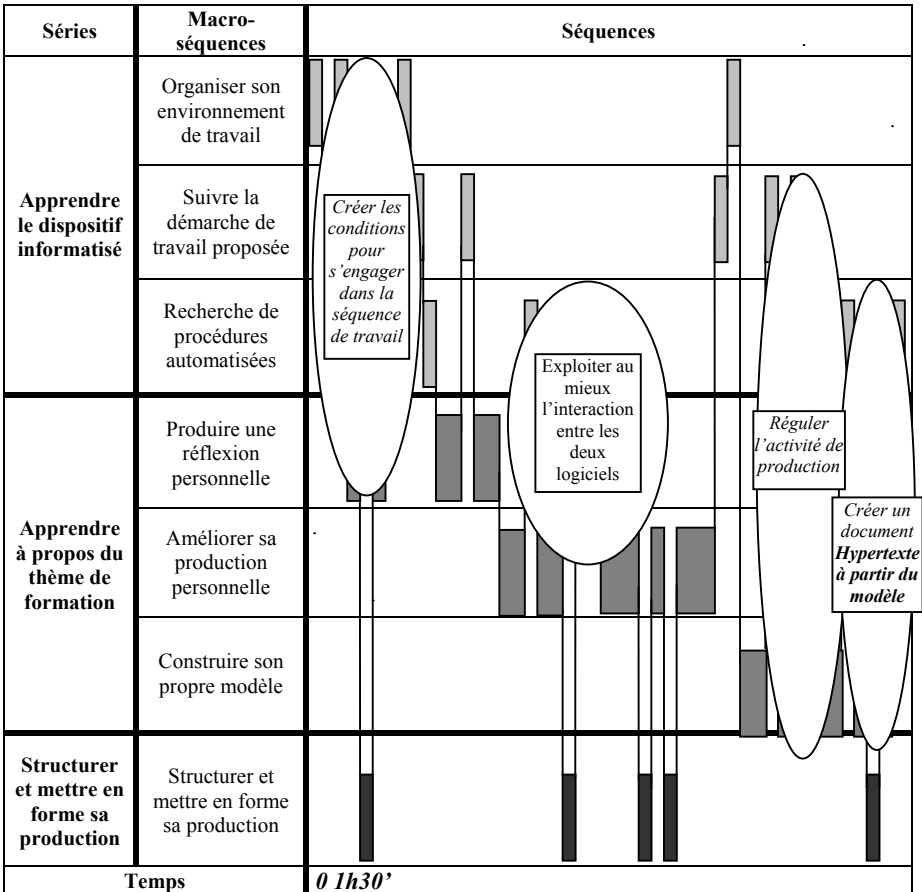 Séries
Macro-
séquences
Séquences
Apprendre
le dispositif
informatisé
Organiser son
environnement
de travail
Suivre la
démarche de
travail proposée
Recherche de
procédures
automatisées
Créer les
conditions
pour
s’engager
dans la
séquence
de travail
Exploiter au
mieux
l’interaction
entre les
deux
logiciels
Réguler
l’activité de
production
Créer un
document
Hypertexte
à partir du
modèle
Apprendre
à propos du
thème de
formation
Produire une
réflexion
personnelle
Améliorer sa
production
personnelle
Construire son
propre modèle
Structurer
et mettre en
forme sa
production
Structurer et
mettre en forme
sa production
Temps
0 1h30’